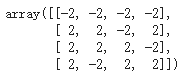 array([[-2, -2, -2, -2],
       [ 2,  2, -2,  2],
       [ 2,  2,  2, -2],
       [ 2, -2,  2,  2]])